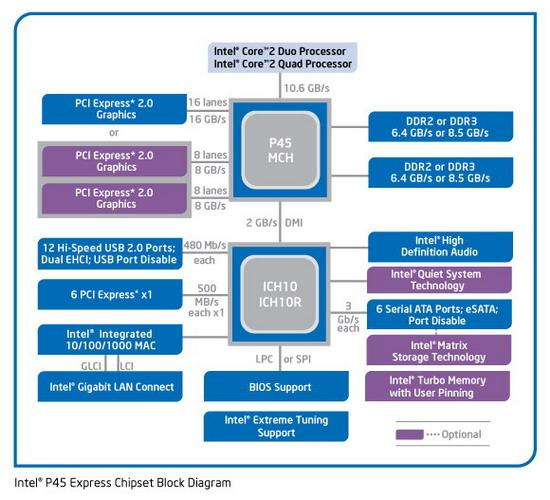 Intel® Core™2 Duo Processor
Intel® Core™2 Quad Processor
10.6 GB/s
PCI Express* 2.0
Graphics
16 lanes
16 GB/s
or
PCI Express* 2.0
Graphics
8 lanes
8 GB/s
PCI Express* 2.0
Graphics
8 lanes
8 GB/s
P45
MCH
DDR2 or DDR3
6.4 GB/s or 8.5 GB/s
DDR2 or DDR3
6.4 GB/s or 8.5 GB/s
2 GB/s DMI
12 Hi-Speed USB 2.0 Ports;
Dual EHCI; USB Port Disable
480 Mb/s
each
6 PCI Express* x1
500
MB/s
each x1
Intel® Integrated
10/100/1000 MAC
GLCI LCI
Intel® Gigabit LAN Connect
ICH10
ICH10R
Intel® High
Definition Audio
Intel® Quiet System
Technology
3
Gb/s
each
6 Serial ATA Ports; eSATA;
Port Disable
Intel® Matrix
Storage Technology
Intel® Turbo Memory
with User Pinning
LPC or SPI
BIOS Support
Intel® Extreme Tuning
Support
Optional
Intel® P45 Express Chipset Block Diagram